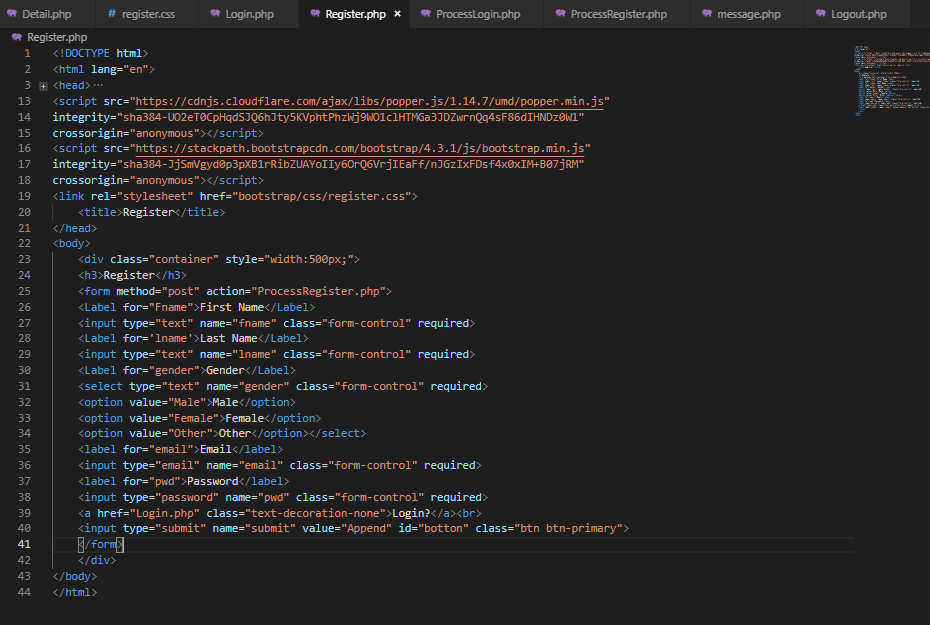 Detail.php # register.css Login.php Register.php × ProcessLogin.php ProcessRegister.php message.php Logout.php
Register.php
1 <!DOCTYPE html>
2 <html lang="en">
3 <head>…
13 <script src="https://cdnjs.cloudflare.com/ajax/libs/popper.js/1.14.7/umd/popper.min.js"
14 integrity="sha384-UO2eT0CpHqdSJQ6hJty5KVphtPhzWj9WO1clHTMGa3JDZwrnQq4sF86dIHNDz0W1"
15 crossorigin="anonymous"></script>
16 <script src="https://stackpath.bootstrapcdn.com/bootstrap/4.3.1/js/bootstrap.min.js"
17 integrity="sha384-JjSmVgyd0p3pXB1rRibZUAYoIIy6OrQ6VrjIEaFf/nJGzIxFDsf4x0xIM+B07jRM"
18 crossorigin="anonymous"></script>
19 <link rel="stylesheet" href="bootstrap/css/register.css">
20 <title>Register</title>
21 </head>
22 <body>
23 <div class="container" style="width:500px;">
24 <h3>Register</h3>
25 <form method="post" action="ProcessRegister.php">
26 <Label for="Fname">First Name</Label>
27 <input type="text" name="fname" class="form-control" required>
28 <Label for='lname'>Last Name</Label>
29 <input type="text" name="lname" class="form-control" required>
30 <Label for="gender">Gender</Label>
31 <select type="text" name="gender" class="form-control" required>
32 <option value="Male">Male</option>
33 <option value="Female">Female</option>
34 <option value="Other">Other</option></select>
35 <label for="email">Email</label>
36 <input type="email" name="email" class="form-control" required>
37 <label for="pwd">Password</label>
38 <input type="password" name="pwd" class="form-control" required>
39 <a href="Login.php" class="text-decoration-none">Login?</a><br>
40 <input type="submit" name="submit" value="Append" id="botton" class="btn btn-primary">
41 </form>
42 </div>
43 </body>
44 </html>